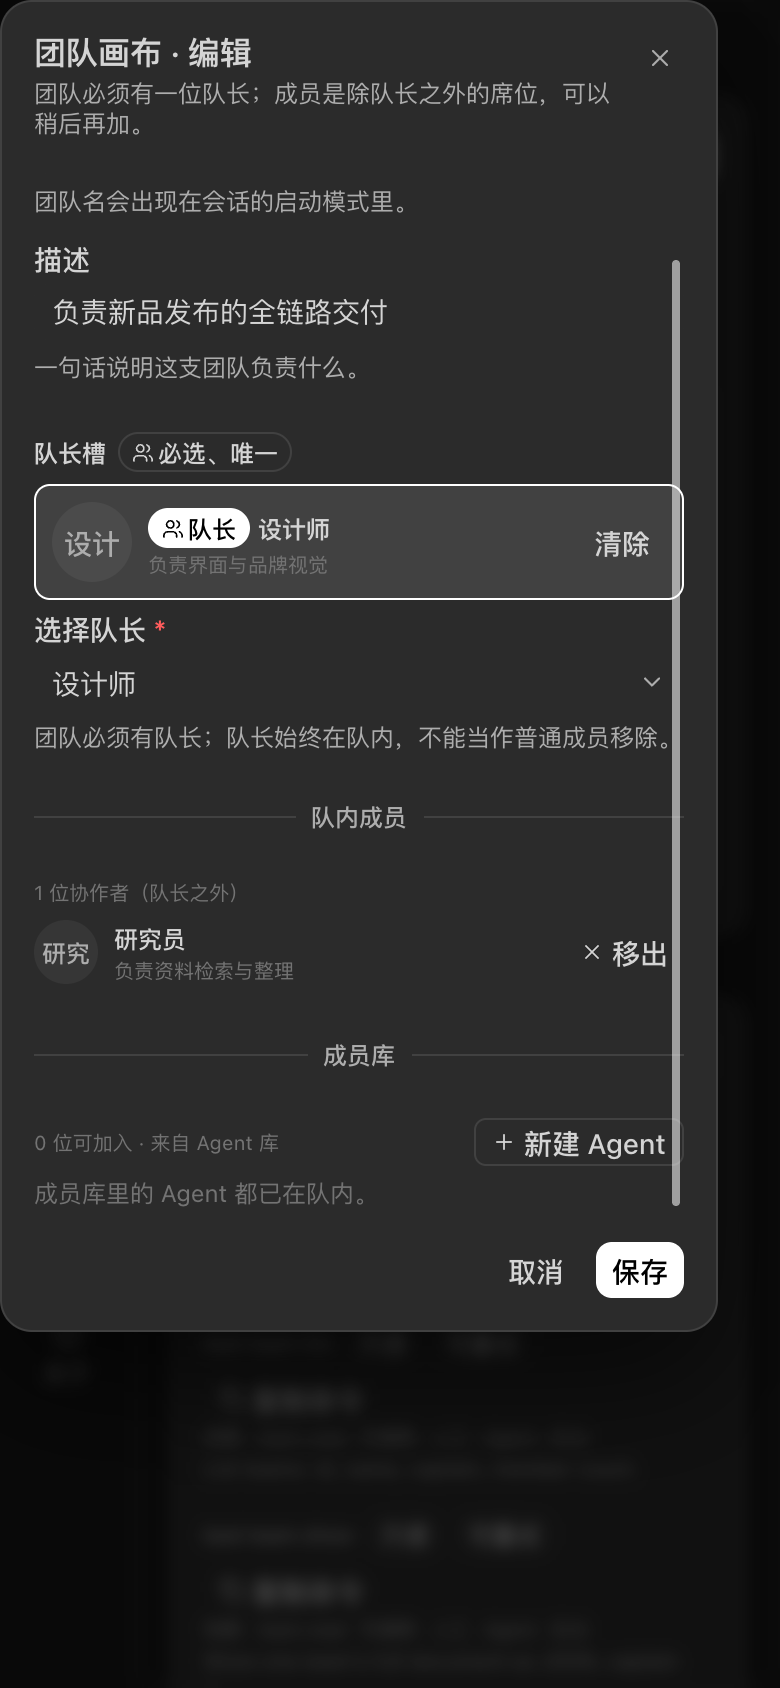 团队画布 · 编辑
团队必须有一位队长；成员是除队长之外的席位，可以
稍后再加。
团队名会出现在会话的启动模式里。
描述
负责新品发布的全链路交付
一句话说明这支团队负责什么。
队长槽 必选、唯一
设计 队长 设计师 清除
负责界面与品牌视觉
选择队长 *
设计师
团队必须有队长；队长始终在队内，不能当作普通成员移除。
队内成员
1 位协作者（队长之外）
研究 研究员 移出
负责资料检索与整理
成员库
0 位可加入 · 来自 Agent 库 新建 Agent
成员库里的 Agent 都已在队内。
取消 保存